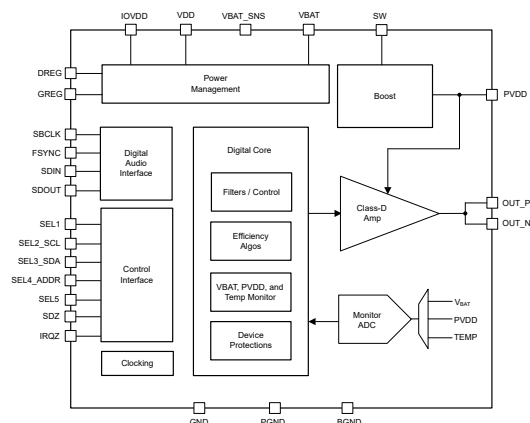 IOVDD
VDD
VBAT_SNS
VBAT
SW
DREG
GREG
Power
Management
Boost
PVDD
SBCLK
FSYNC
SDIN
SDOUT
Digital
Audio
Interface
Digital Core
Filters / Control
Efficiency
Algos
VBAT, PVDD, and
Temp Monitor
Device
Protections
Class-D
Amp
OUT_P
OUT_N
SEL1
SEL2_SCL
SEL3_SDA
SEL4_ADDR
SEL5
SDZ
IRQZ
Control
Interface
Clocking
Monitor
ADC
VBAT
PVDD
TEMP
GND
PGND
BGND